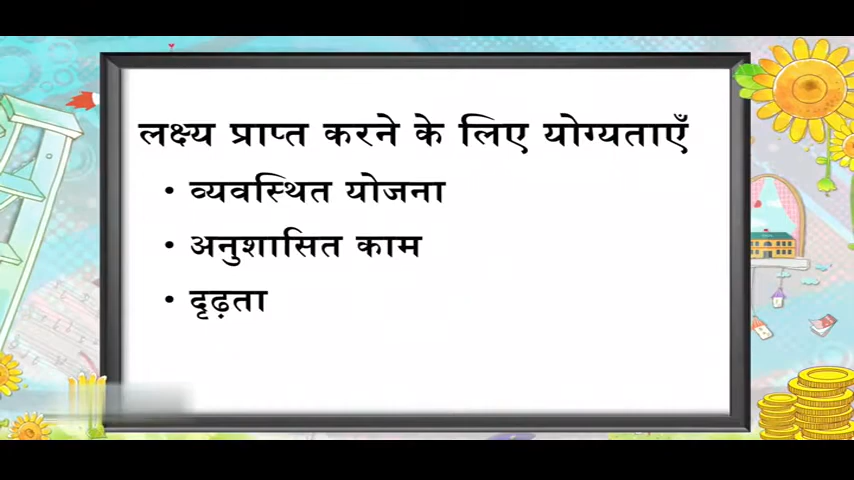 लक्ष्य प्राप्त करने के लिए योग्यताएँ
• व्यवस्थित योजना
• अनुशासित काम
• दृढ़ता